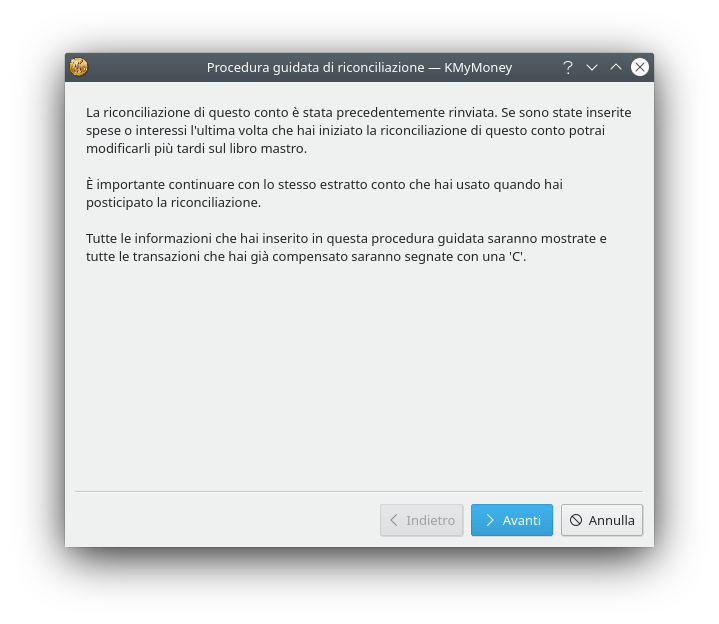 Procedura guidata di riconciliazione — KMyMoney
La riconciliazione di questo conto è stata precedentemente rinviata. Se sono state inserite
spese o interessi l'ultima volta che hai iniziato la riconciliazione di questo conto potrai
modificarli più tardi sul libro mastro.
È importante continuare con lo stesso estratto conto che hai usato quando hai
posticipato la riconciliazione.
Tutte le informazioni che hai inserito in questa procedura guidata saranno mostrate e
tutte le transazioni che hai già compensato saranno segnate con una 'C'.
Indietro
Avanti
Annulla